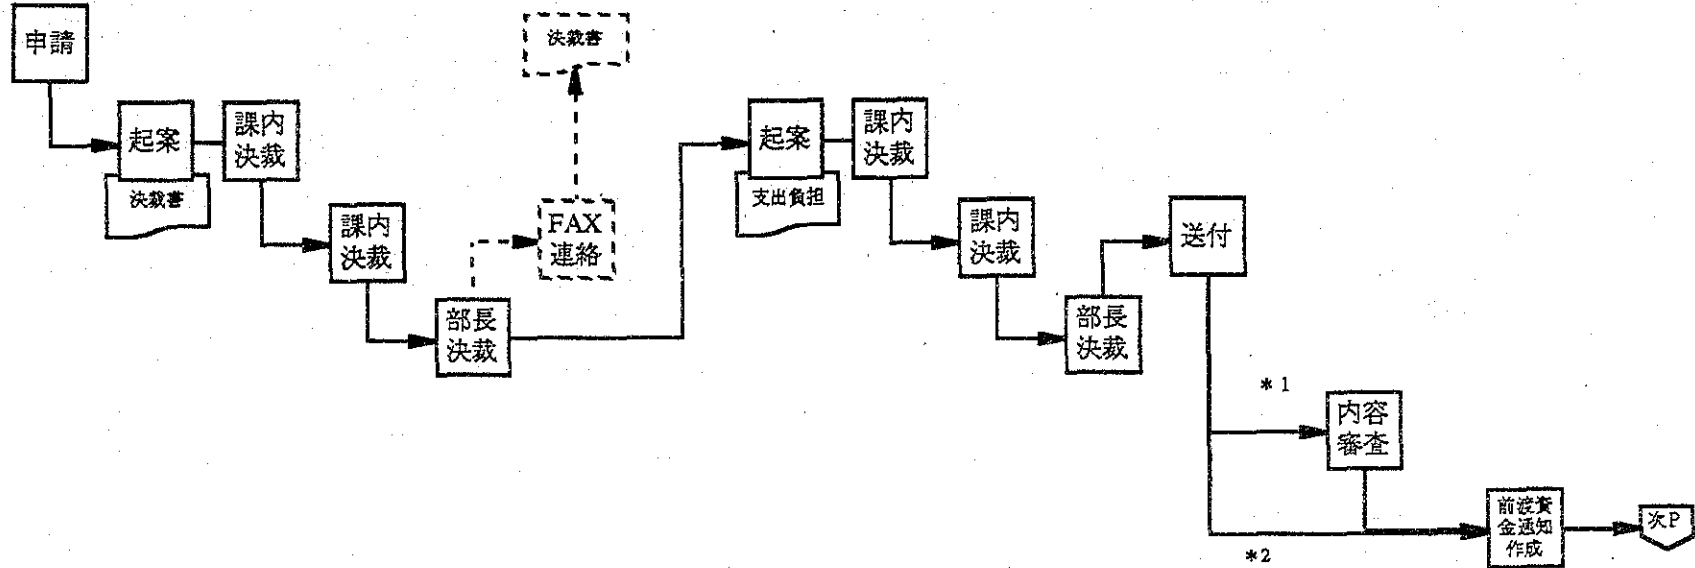 申請
決裁書
起案
課内
決裁
決裁書
課内
決裁
FAX
連絡
部長
決裁
起案
課内
決裁
支出負担
課内
決裁
送付
部長
決裁
*1
内容
審査
*2
前渡資
金通知
作成
次P